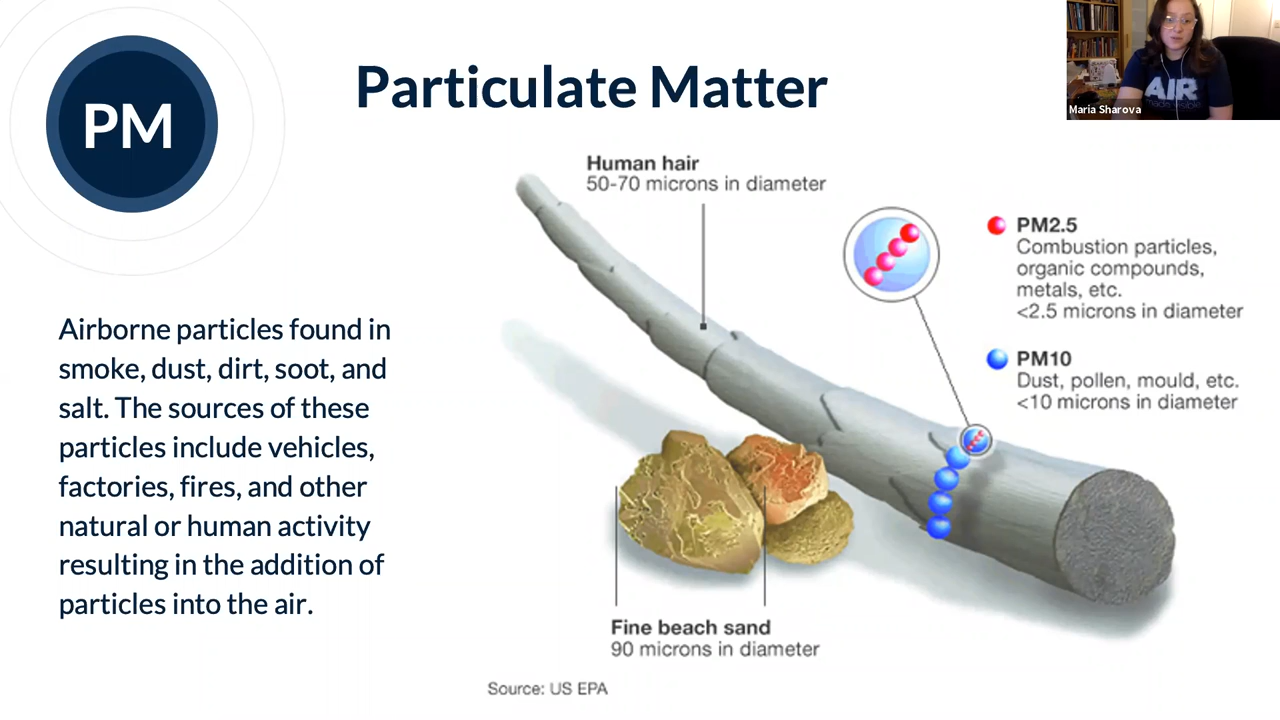 PM
Particulate Matter
AIR
Maria Sharova
Human hair
50-70 microns in diameter
PM2.5
Combustion particles,
organic compounds,
metals, etc.
<2.5 microns in diameter
PM10
Dust, pollen, mould, etc.
<10 microns in diameter
Airborne particles found in
smoke, dust, dirt, soot, and
salt. The sources of these
particles include vehicles,
factories, fires, and other
natural or human activity
resulting in the addition of
particles into the air.
Fine beach sand
90 microns in diameter
Source: US EPA